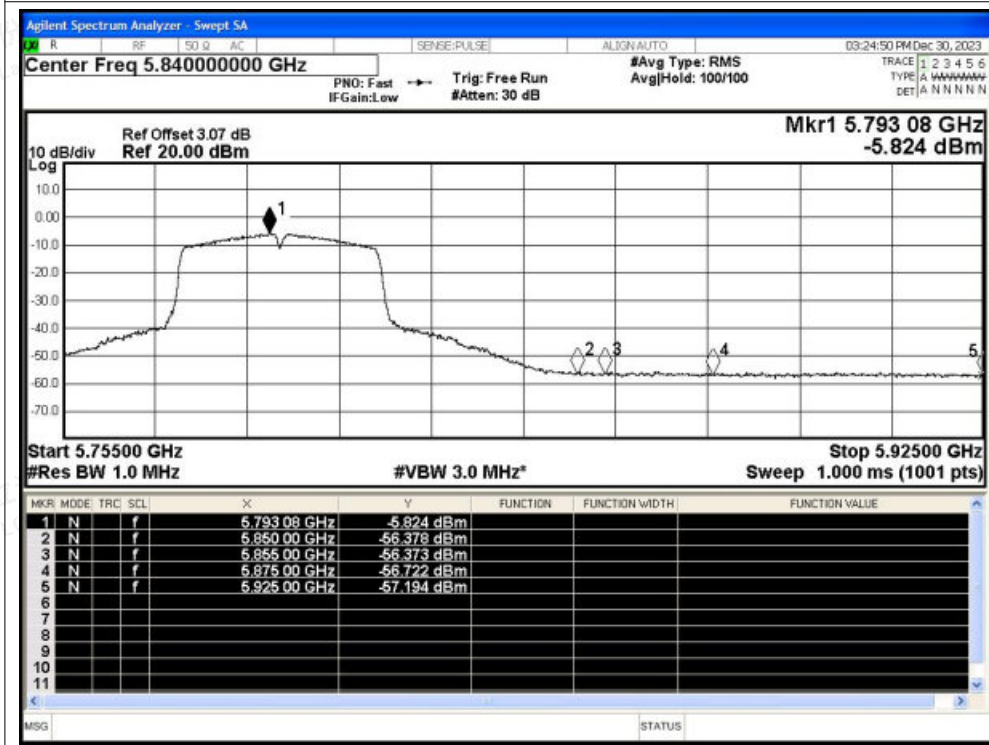 Agilent Spectrum Analyzer - Swept SA
R RF 50 Ω AC SENSE:PULSE ALIGN AUTO 03:24:50 PM Dec 30, 2023
Center Freq 5.840000000 GHz
#Avg Type: RMS
TRACE 1 2 3 4 5 6
PNO: Fast Trig: Free Run Avg|Hold: 100/100
TYPE A
IFGain:Low #Atten: 30 dB
DET A N N N N N
Mkr1 5.793 08 GHz
Ref Offset 3.07 dB
-5.824 dBm
10 dB/div Ref 20.00 dBm
Log
10.0
1
0.00
-10.0
-20.0
-30.0
-40.0
2 3 4 5
-50.0
-60.0
-70.0
Start 5.75500 GHz Stop 5.92500 GHz
#Res BW 1.0 MHz #VBW 3.0 MHz* Sweep 1.000 ms (1001 pts)
MKR MODE TRC SCL X Y FUNCTION FUNCTION WIDTH FUNCTION VALUE
1 N f 5.793 08 GHz -5.824 dBm
2 N f 5.850 00 GHz -56.378 dBm
3 N f 5.855 00 GHz -56.373 dBm
4 N f 5.875 00 GHz -56.722 dBm
5 N f 5.925 00 GHz -57.194 dBm
6
7
8
9
10
11
MSG STATUS